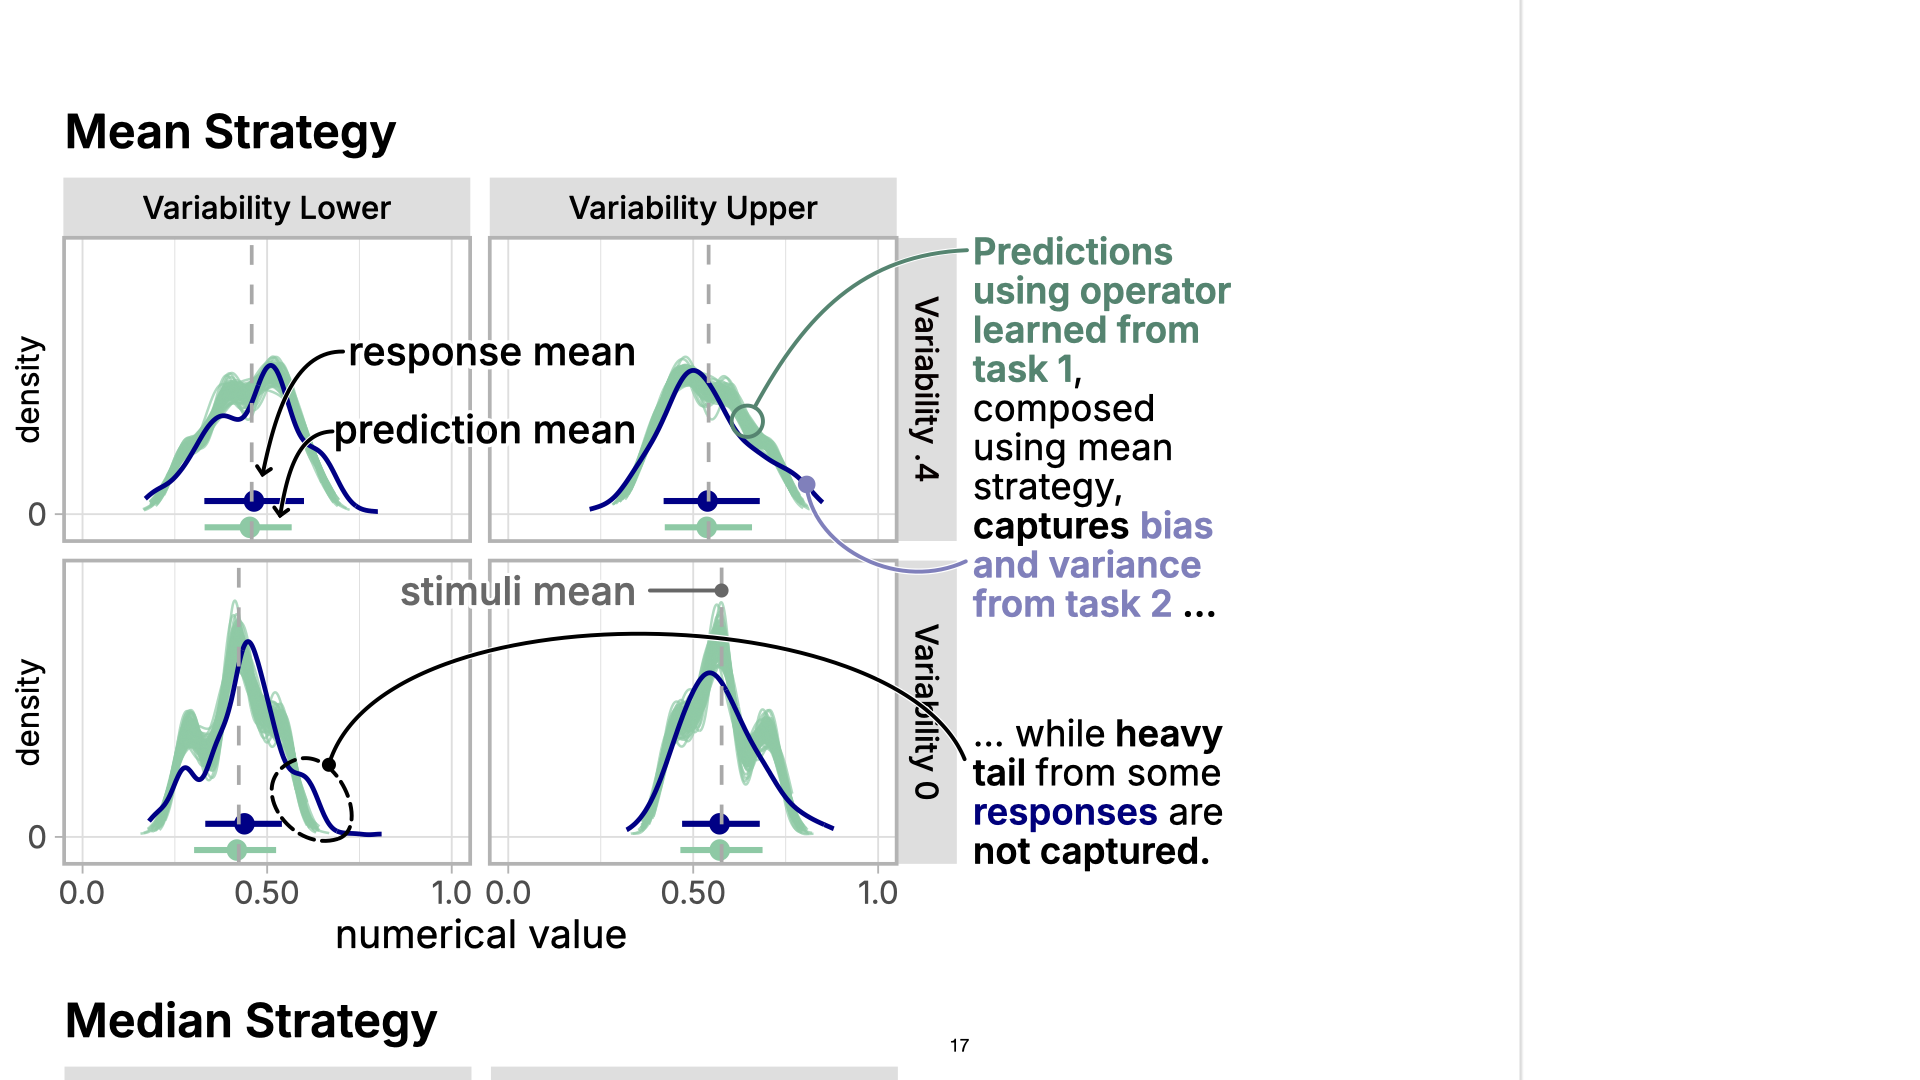 Mean Strategy
Variability Lower
Variability Upper
density
0
response mean
prediction mean
Variability .4
Predictions
using operator
learned from
task 1,
composed
using mean
strategy,
captures bias
and variance
from task 2 ...
density
0
stimuli mean
Variability 0
... while heavy
tail from some
responses are
not captured.
0.0 0.50 1.0 0.0 0.50 1.0
numerical value
Median Strategy
17